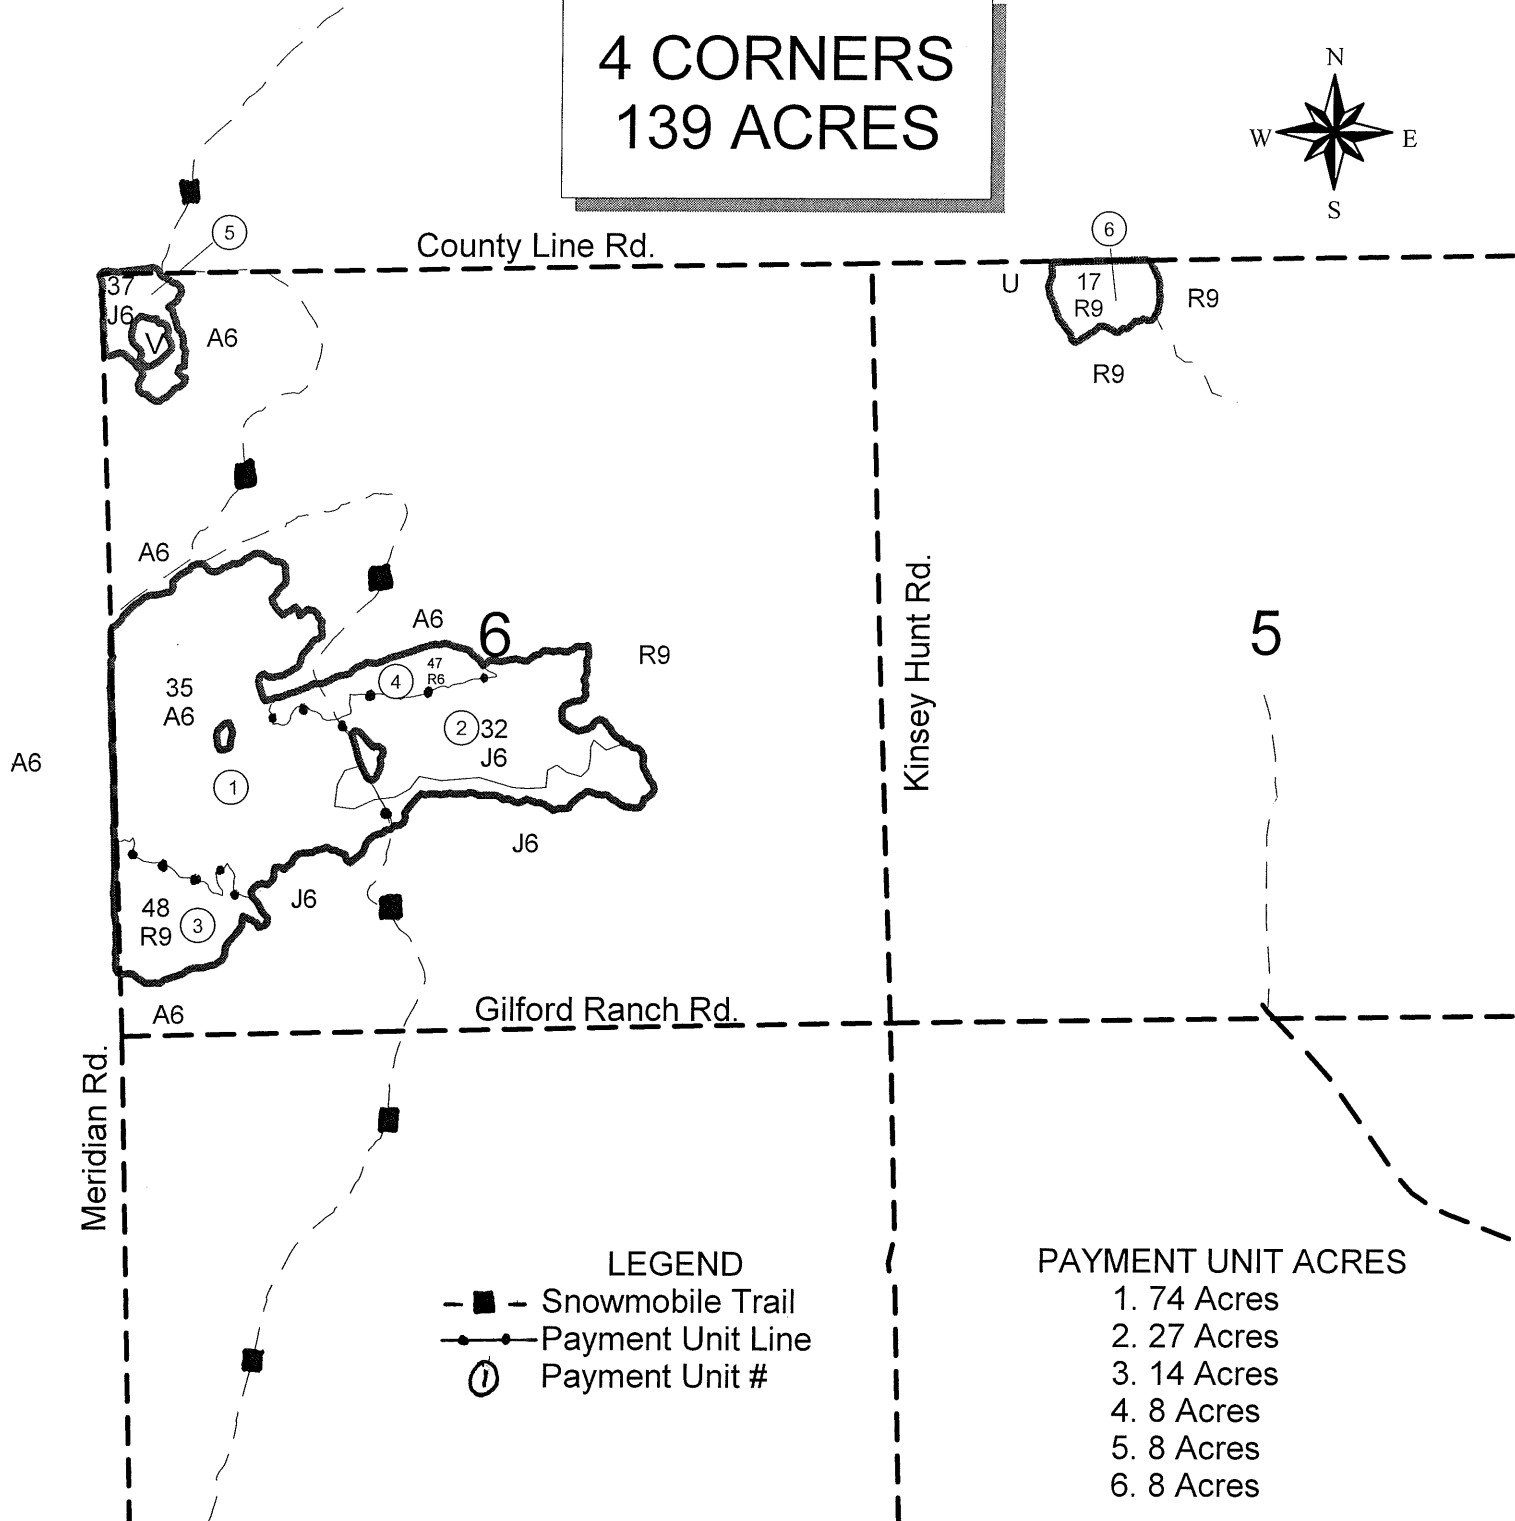 4 CORNERS
139 ACRES
N
W E
S
5
6
County Line Rd.
U
37
J6
V
A6
17
R9
R9
R9
A6
A6
6
R9
5
Kinsey Hunt Rd.
47
R6
4
35
A6
2 32
J6
A6
1
J6
J6
48
R9
3
A6
Gilford Ranch Rd.
Meridian Rd.
LEGEND
Snowmobile Trail
Payment Unit Line
1 Payment Unit #
PAYMENT UNIT ACRES
1. 74 Acres
2. 27 Acres
3. 14 Acres
4. 8 Acres
5. 8 Acres
6. 8 Acres